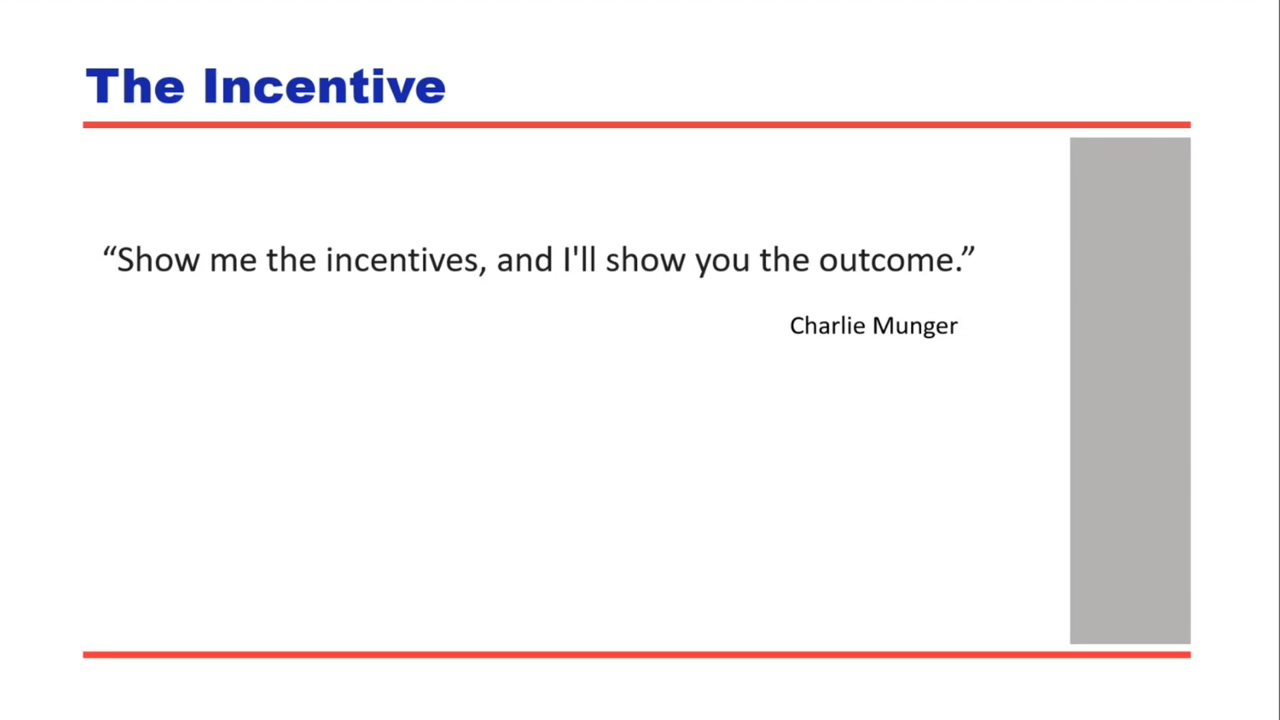 The Incentive
“Show me the incentives, and I'll show you the outcome.”
Charlie Munger